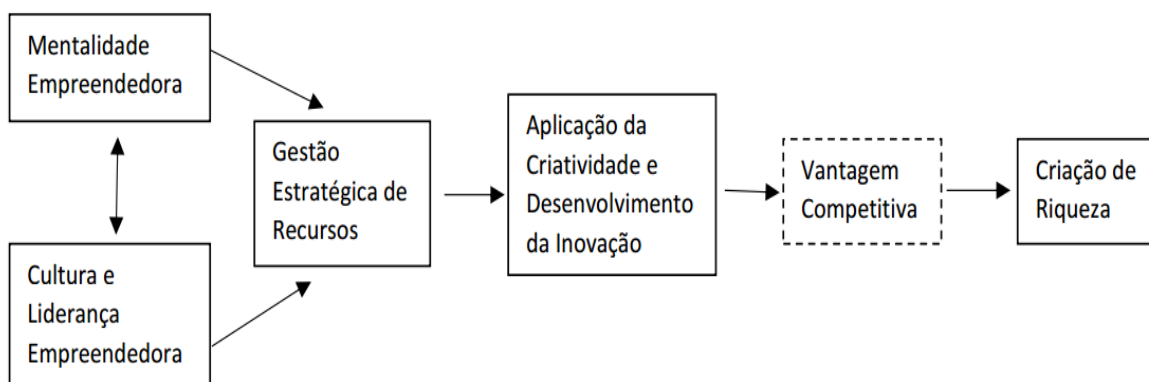 Mentalidade
Empreendedora
Cultura e
Liderança
Empreendedora
Gestão
Estratégica de
Recursos
Aplicação da
Criatividade e
Desenvolvimento
da Inovação
Vantagem
Competitiva
Criação de
Riqueza